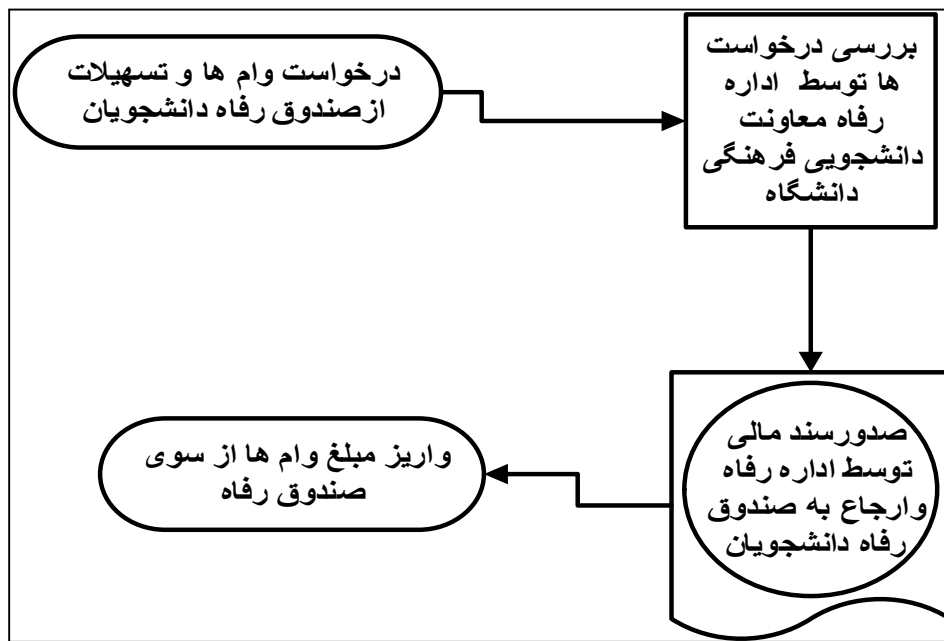 درخواست وام ها و تسهیلات
ازصندوق رفاه دانشجویان
بررسی درخواست
ها توسط اداره
رفاه معاونت
دانشجویی فرهنگی
دانشگاه
صدورسند مالی
توسط اداره رفاه
وارجاع به صندوق
رفاه دانشجویان
واریز مبلغ وام ها از سوی
صندوق رفاه